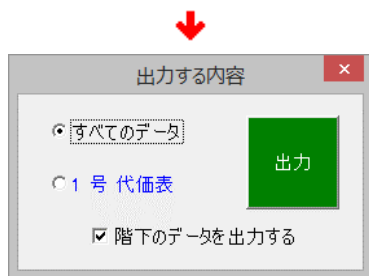 出力する内容
すべてのデータ
出力
1 号 代価表
階下のデータを出力する